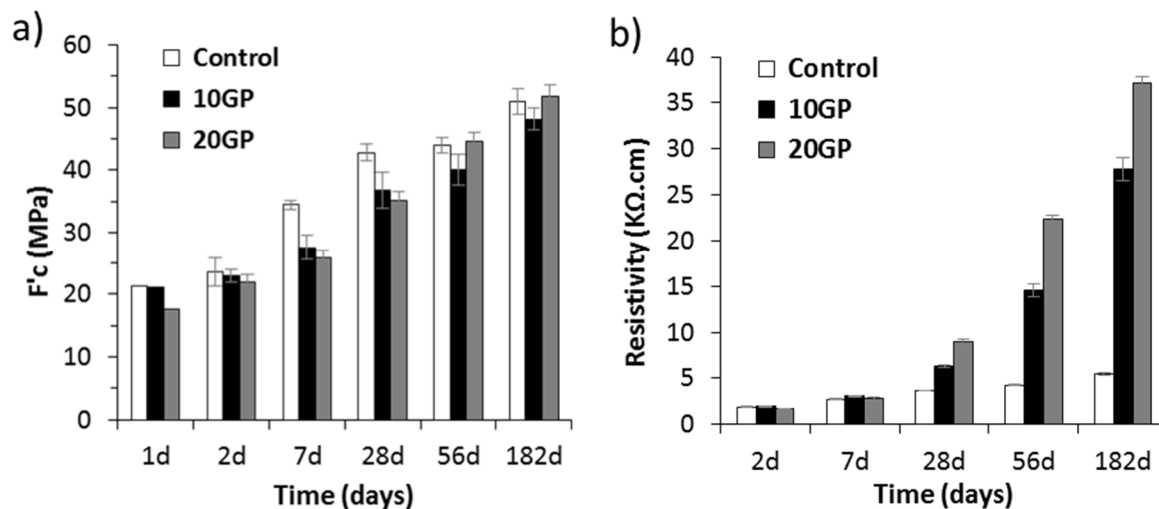 a)
60
50
40
30
20
10
0
F'c (MPa)
Control
10GP
20GP
1d 2d 7d 28d 56d 182d
Time (days)
b)
40
35
30
25
20
15
10
5
0
Resistivity (KΩ.cm)
Control
10GP
20GP
2d 7d 28d 56d 182d
Time (days)